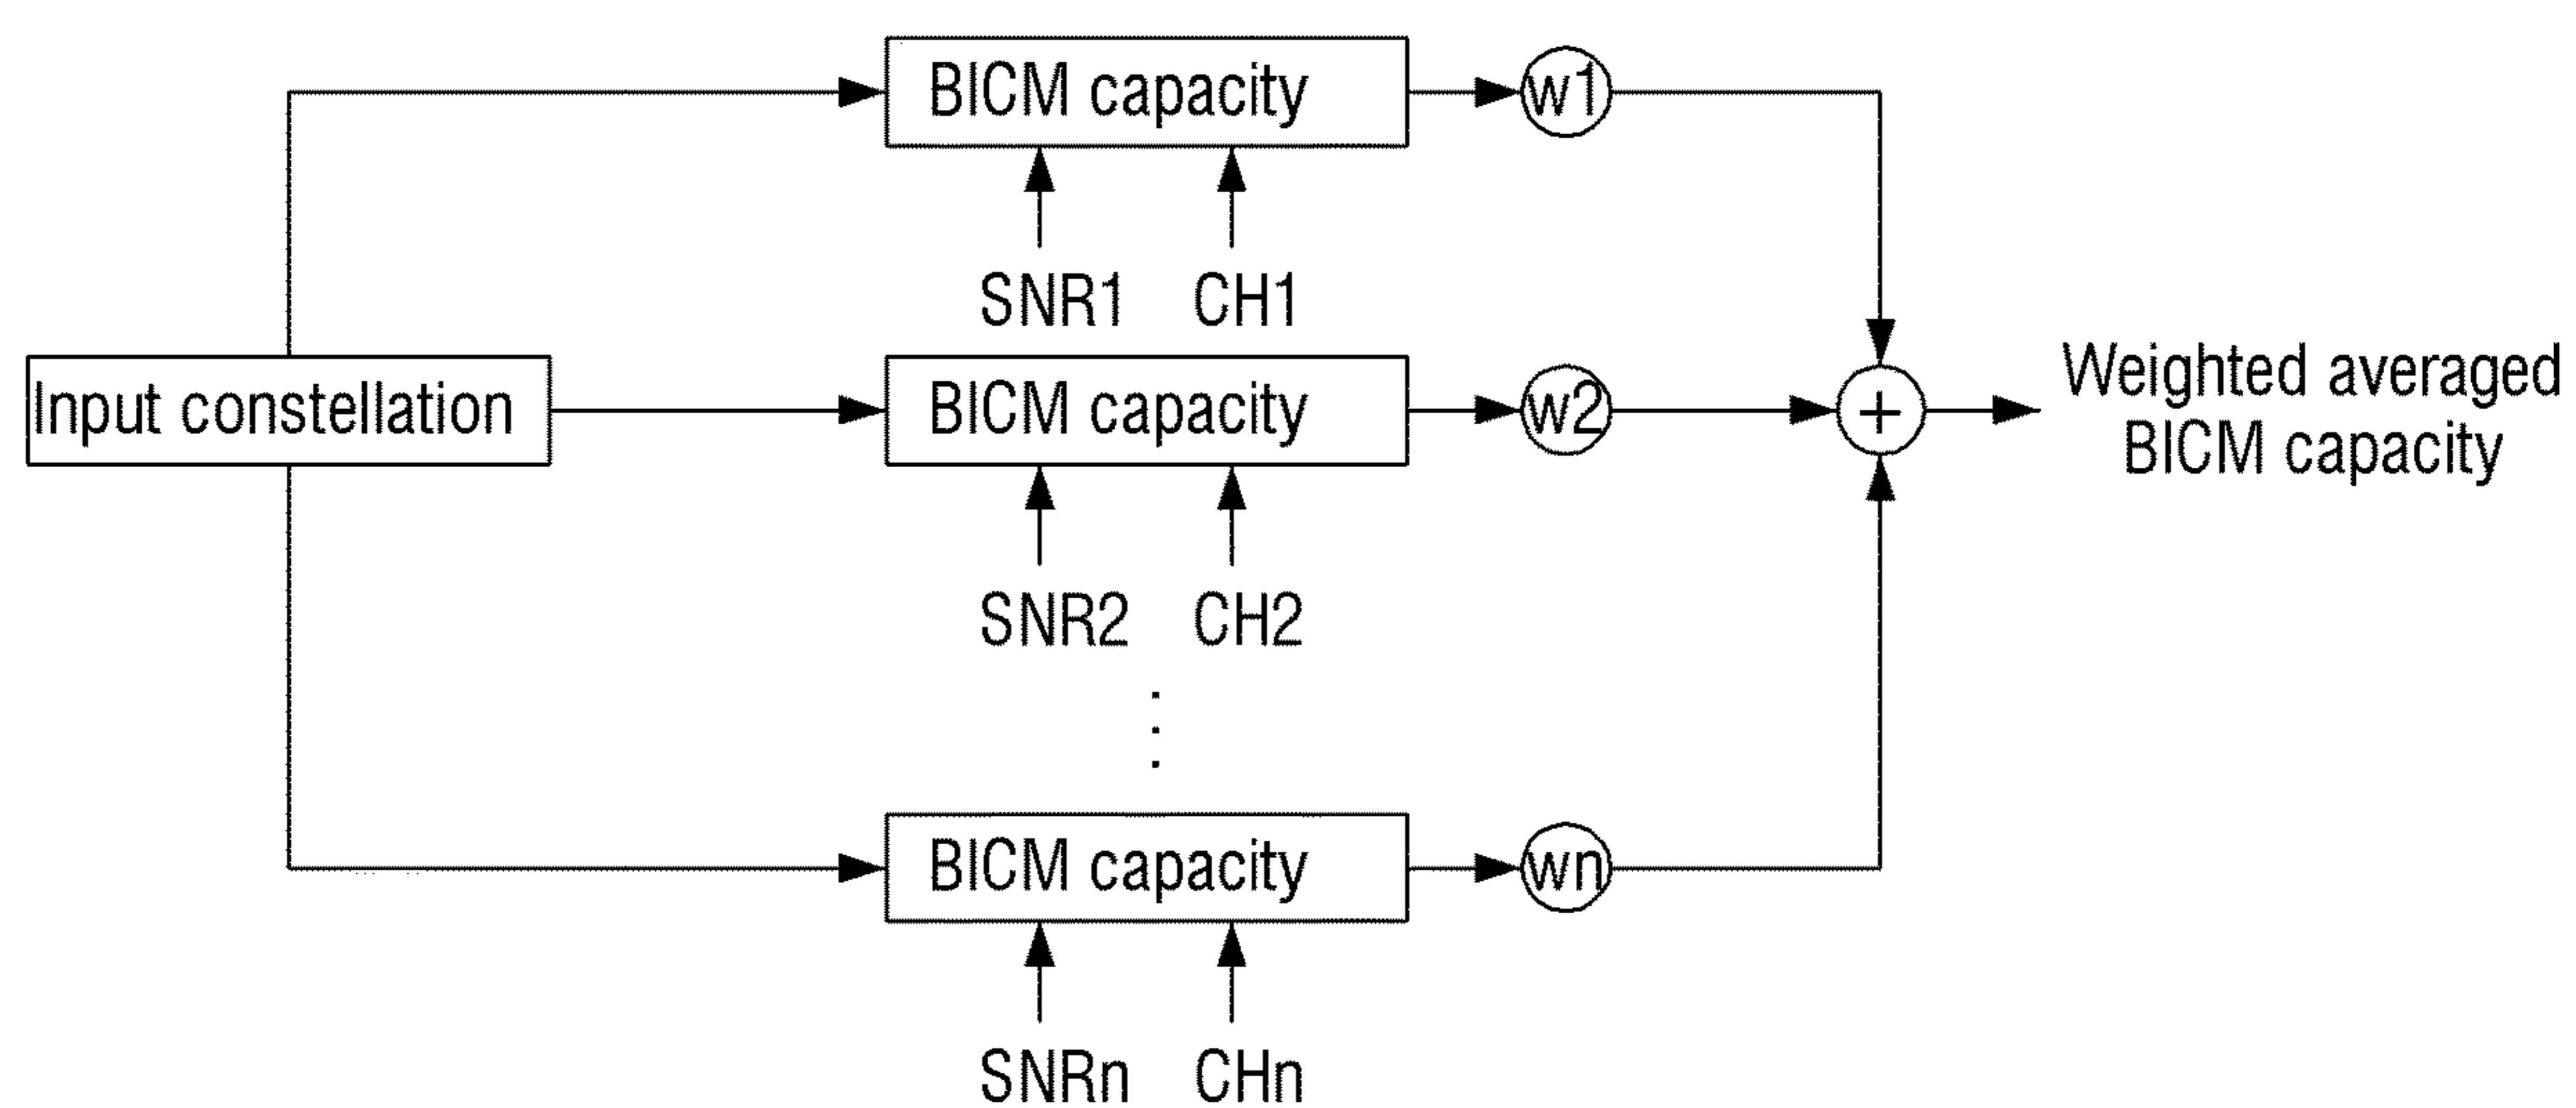 BICM capacity
w1
SNR1 CH1
Input constellation
BICM capacity
w2
+
Weighted averaged
BICM capacity
SNR2 CH2
BICM capacity
wn
SNRn CHn